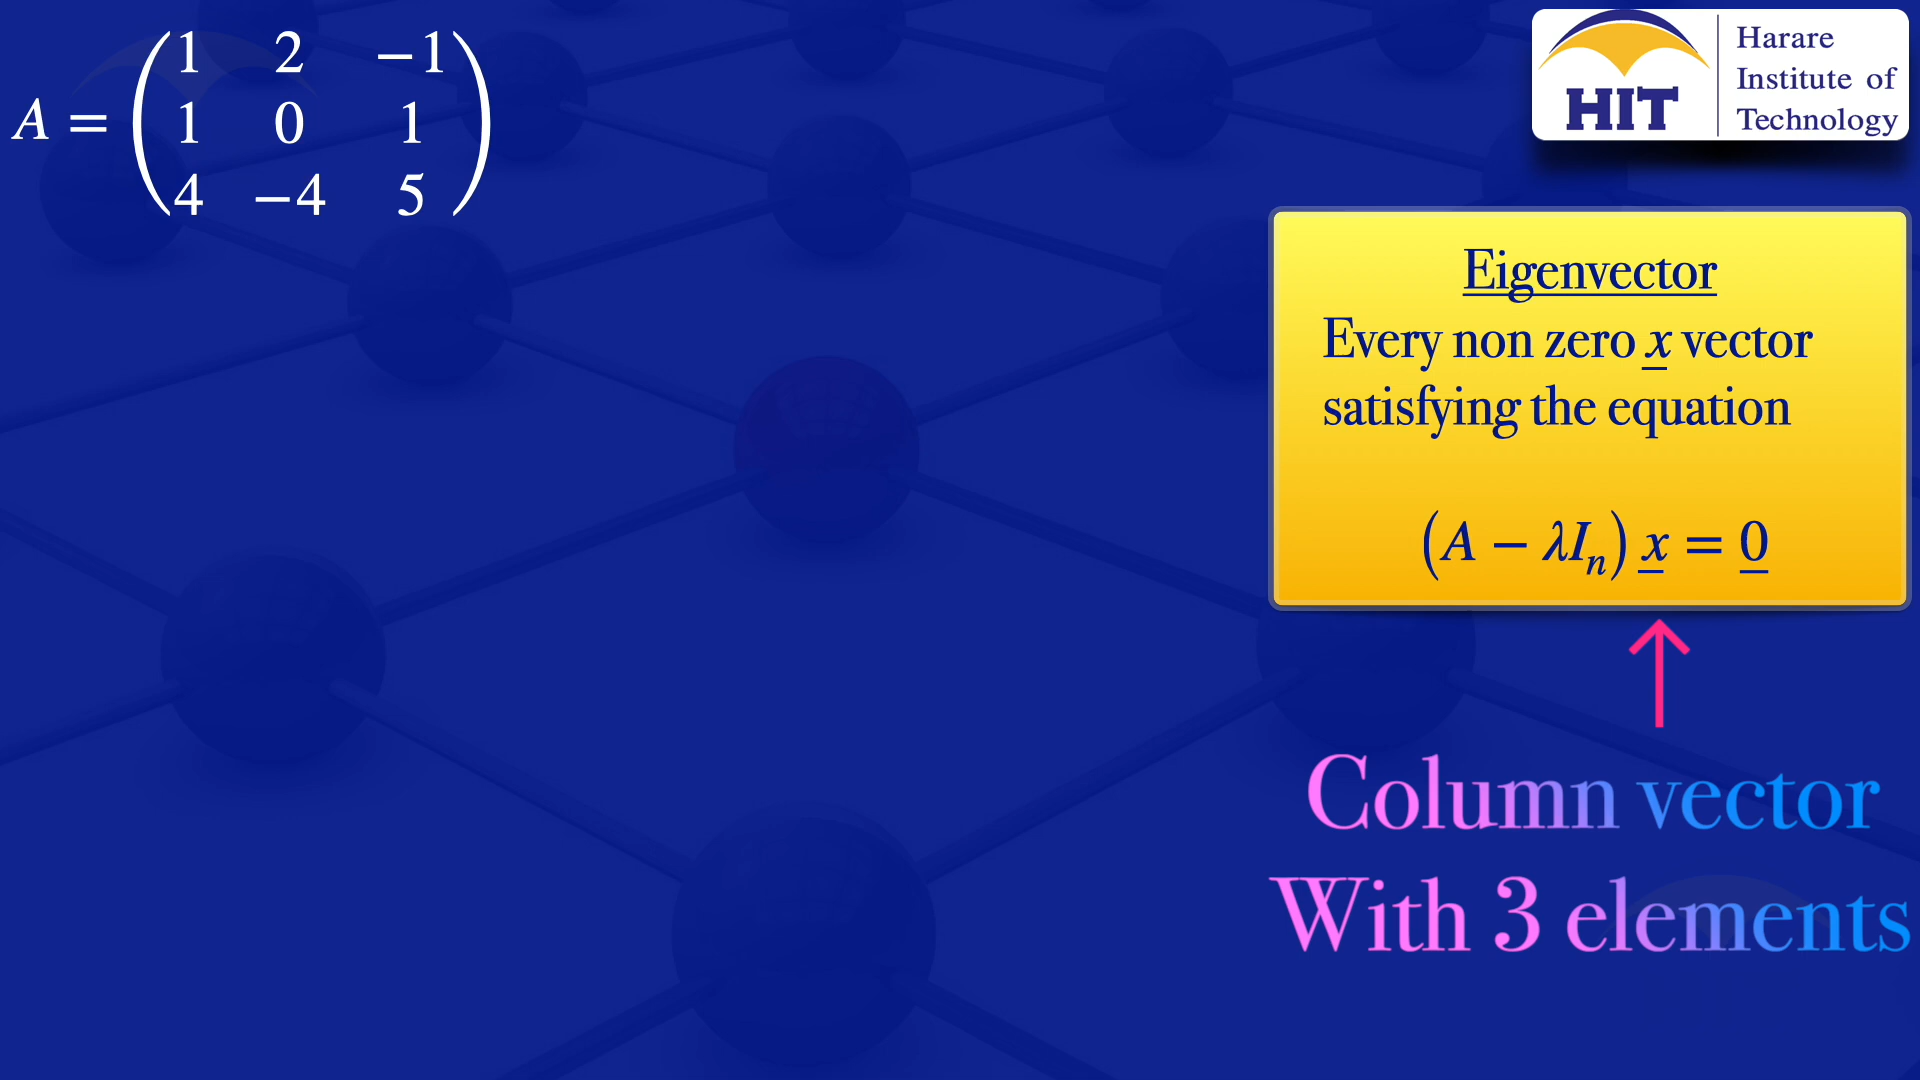 A = ( 1 2 −1
1 0 1
4 −4 5 )
HIT
Harare
Institute of
Technology
Eigenvector
Every non zero x vector
satisfying the equation
(A − λIₙ) x = 0
Column vector
With 3 elements